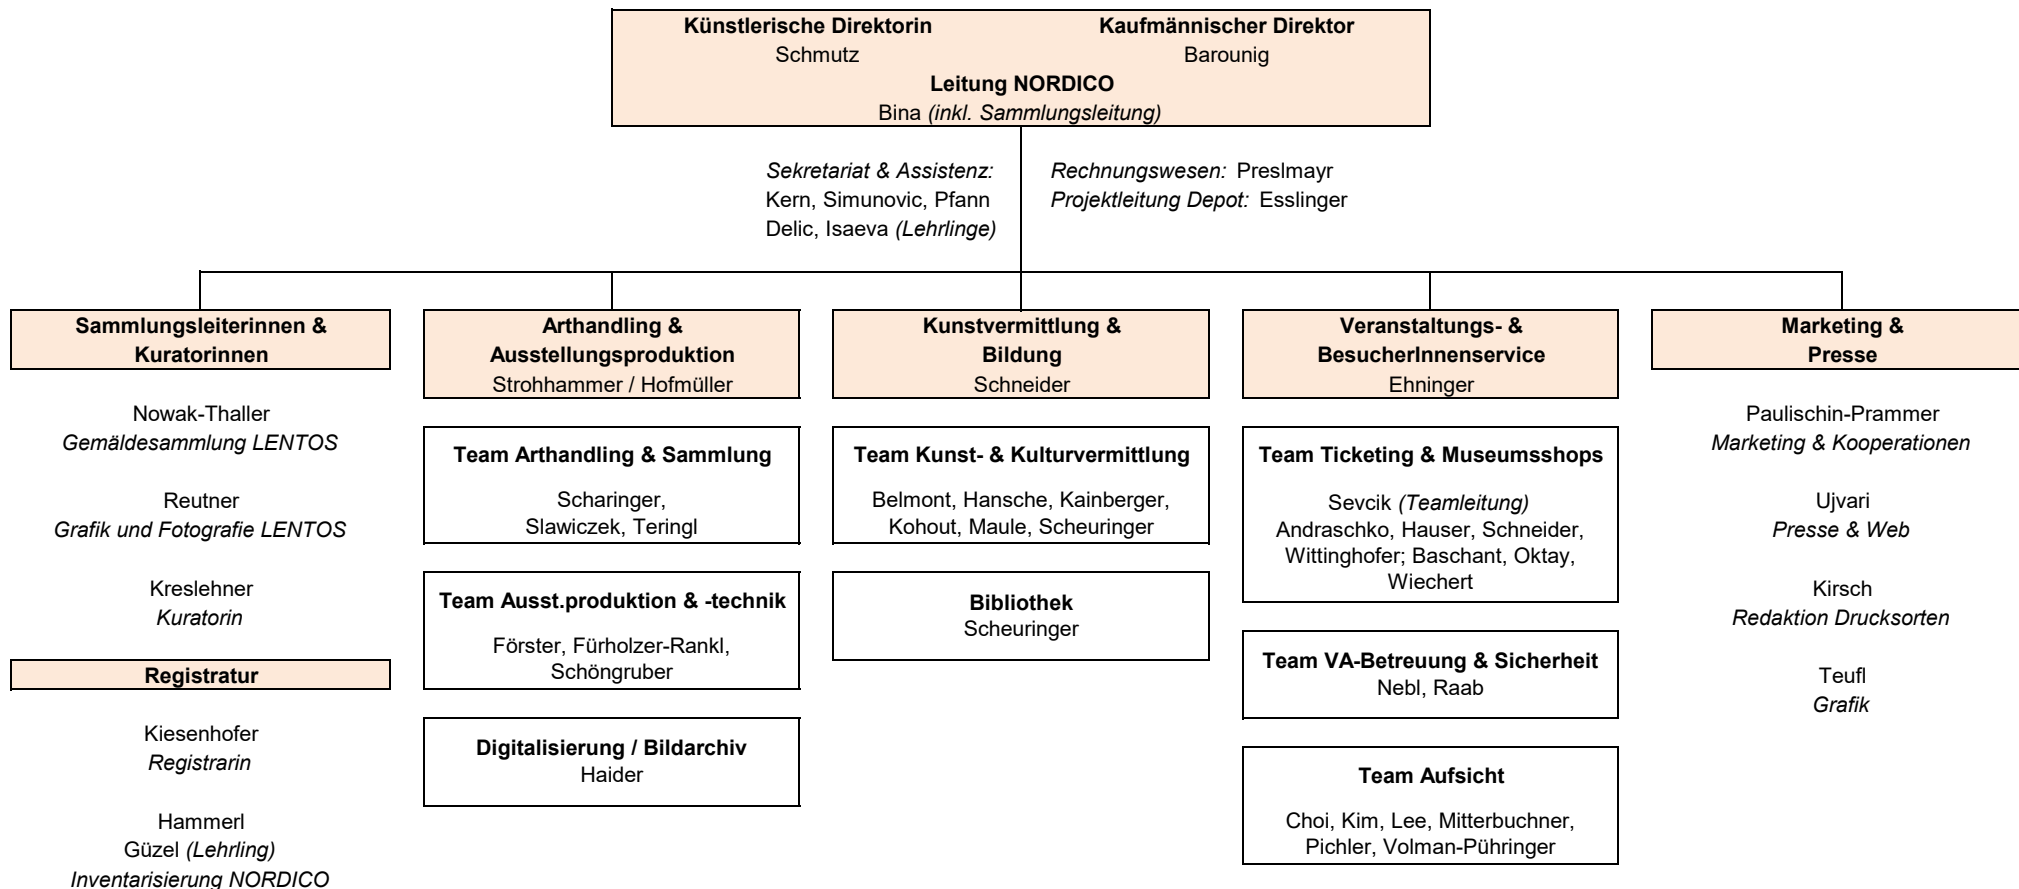 Künstlerische Direktorin
Schmutz
Kaufmännischer Direktor
Barounig
Leitung NORDICO
Bina (inkl. Sammlungsleitung)
Sekretariat & Assistenz:
Kern, Simunovic, Pfann
Delic, Isaeva (Lehrlinge)
Rechnungswesen: Preslmayr
Projektleitung Depot: Esslinger
Sammlungsleiterinnen &
Kuratorinnen
Nowak-Thaller
Gemäldesammlung LENTOS
Reutner
Grafik und Fotografie LENTOS
Kreslehner
Kuratorin
Registratur
Kiesenhofer
Registrarin
Hammerl
Güzel (Lehrling)
Inventarisierung NORDICO
Arthandling &
Ausstellungsproduktion
Strohhammer / Hofmüller
Team Arthandling & Sammlung
Scharinger,
Slawiczek, Teringl
Team Ausst.produktion & -technik
Förster, Fürholzer-Rankl,
Schöngruber
Digitalisierung / Bildarchiv
Haider
Kunstvermittlung &
Bildung
Schneider
Team Kunst- & Kulturvermittlung
Belmont, Hansche, Kainberger,
Kohout, Maule, Scheuringer
Bibliothek
Scheuringer
Veranstaltungs- &
BesucherInnenservice
Ehninger
Team Ticketing & Museumsshops
Sevcik (Teamleitung)
Andraschko, Hauser, Schneider,
Wittinghofer; Baschant, Oktay,
Wiechert
Team VA-Betreuung & Sicherheit
Nebl, Raab
Team Aufsicht
Choi, Kim, Lee, Mitterbuchner,
Pichler, Volman-Pühringer
Marketing &
Presse
Paulischin-Prammer
Marketing & Kooperationen
Ujvari
Presse & Web
Kirsch
Redaktion Drucksorten
Teufl
Grafik